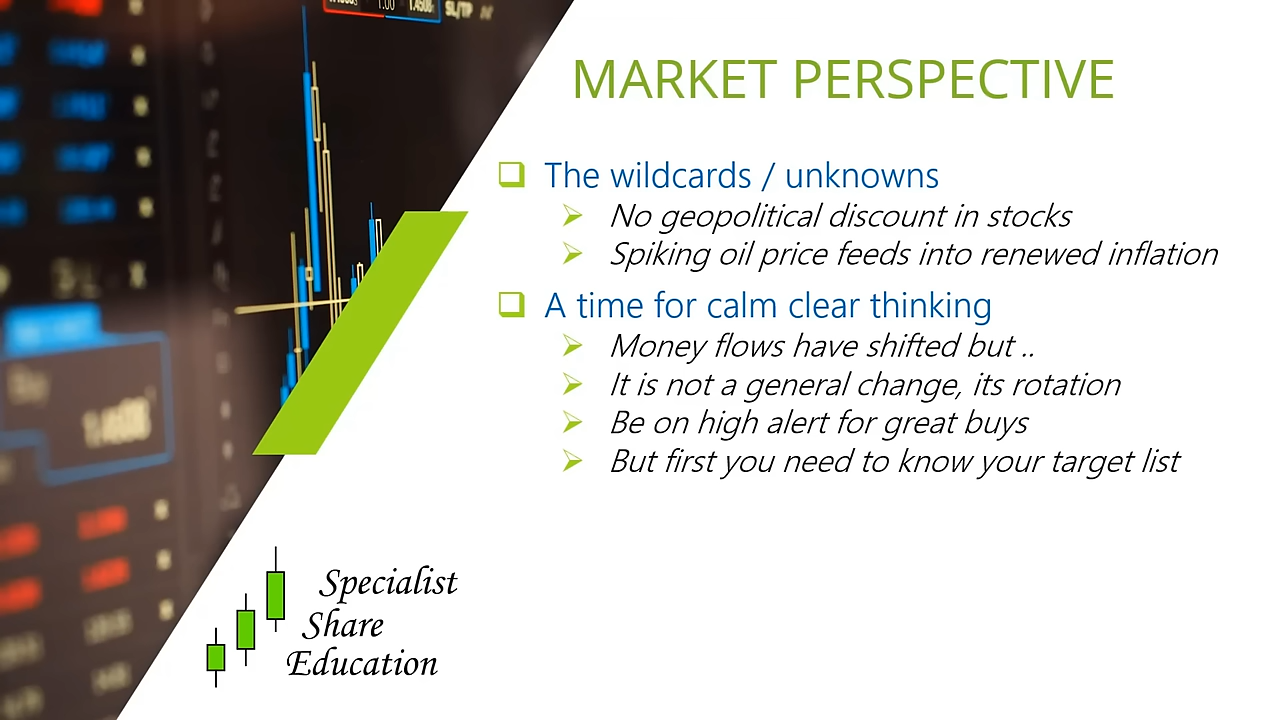 MARKET PERSPECTIVE
The wildcards / unknowns
No geopolitical discount in stocks
Spiking oil price feeds into renewed inflation
A time for calm clear thinking
Money flows have shifted but ..
It is not a general change, its rotation
Be on high alert for great buys
But first you need to know your target list
Specialist
Share
Education
SL/TP